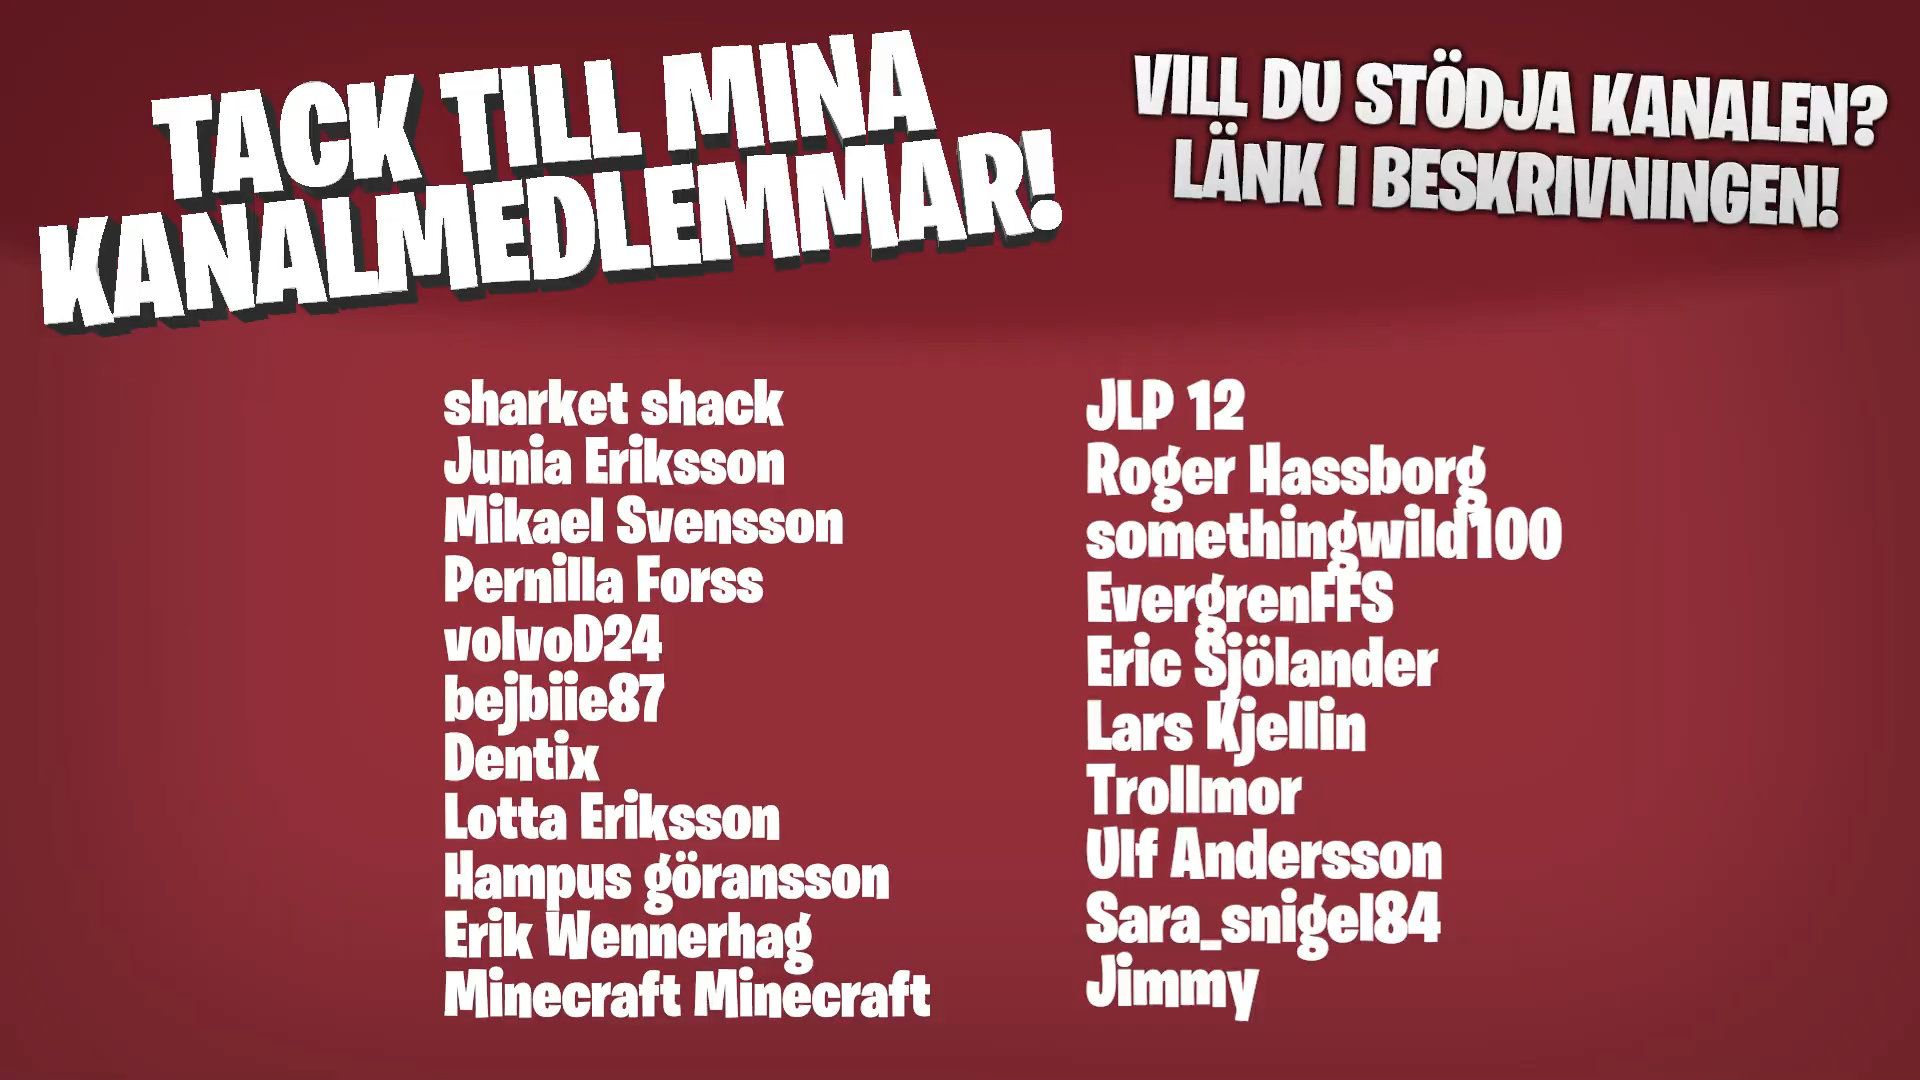 TACK TILL MINA
KANALMEDLEMMAR!
VILL DU STÖDJA KANALEN?
LÄNK I BESKRIVNINGEN!
sharket shack
Junia Eriksson
Mikael Svensson
Pernilla Forss
volvoD24
bejbiie87
Dentix
Lotta Eriksson
Hampus göransson
Erik Wennerhag
Minecraft Minecraft
JLP 12
Roger Hassborg
somethingwild100
EvergrenFFS
Eric Sjölander
Lars Kjellin
Trollmor
Ulf Andersson
Sara_snigel84
Jimmy